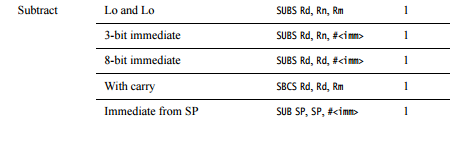 Subtract Lo and Lo SUBS Rd, Rn, Rm 1
3-bit immediate SUBS Rd, Rn, #<imm> 1
8-bit immediate SUBS Rd, Rd, #<imm> 1
With carry SBCS Rd, Rd, Rm 1
Immediate from SP SUB SP, SP, #<imm> 1